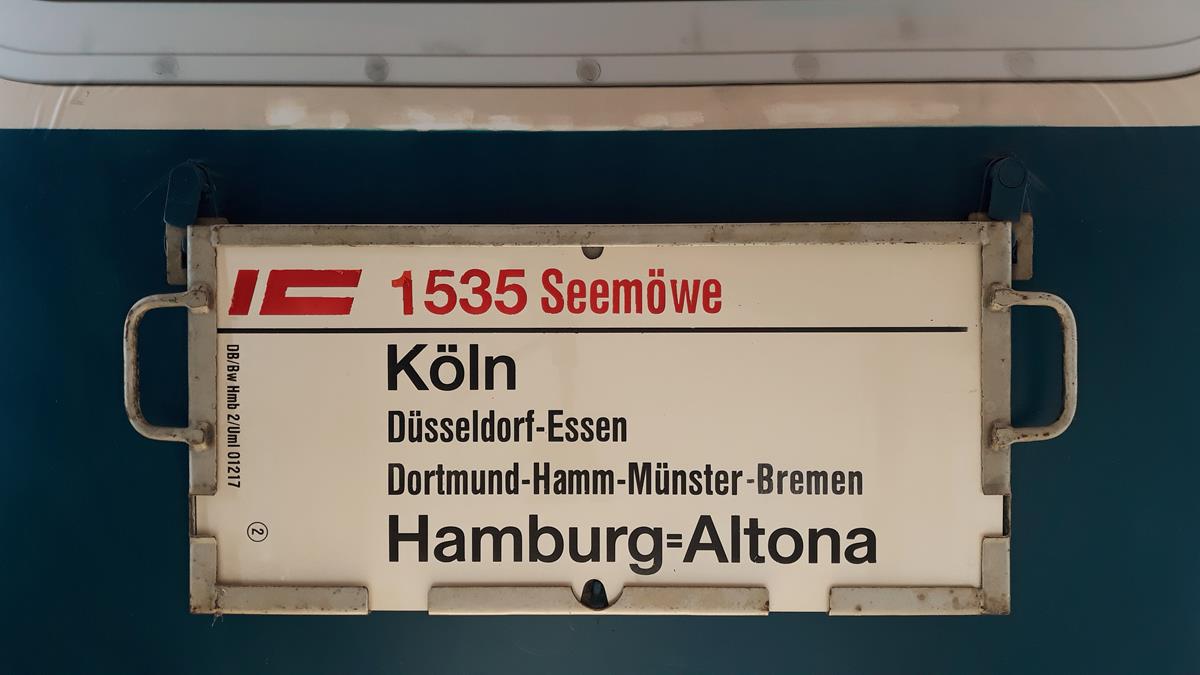 IC 1535 Seemöwe
Köln
Düsseldorf-Essen
Dortmund-Hamm-Münster-Bremen
Hamburg=Altona
DB/Bw Hmb 2/Uml 01217
2